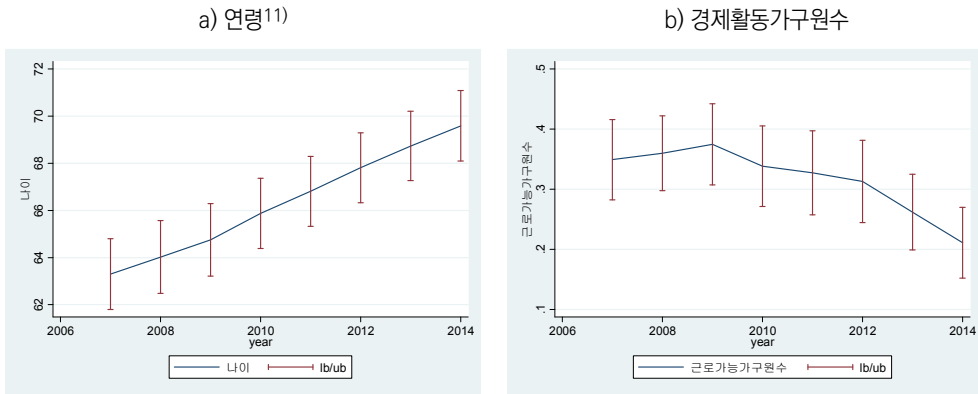 a) 연령11)
72
70
68
66
64
62
나이
2006
2008
2010
2012
2014
year
나이
lb/ub
b) 경제활동가구원수
.5
.4
.3
.2
.1
근로가능가구원수
2006
2008
2010
2012
2014
year
근로가능가구원수
lb/ub